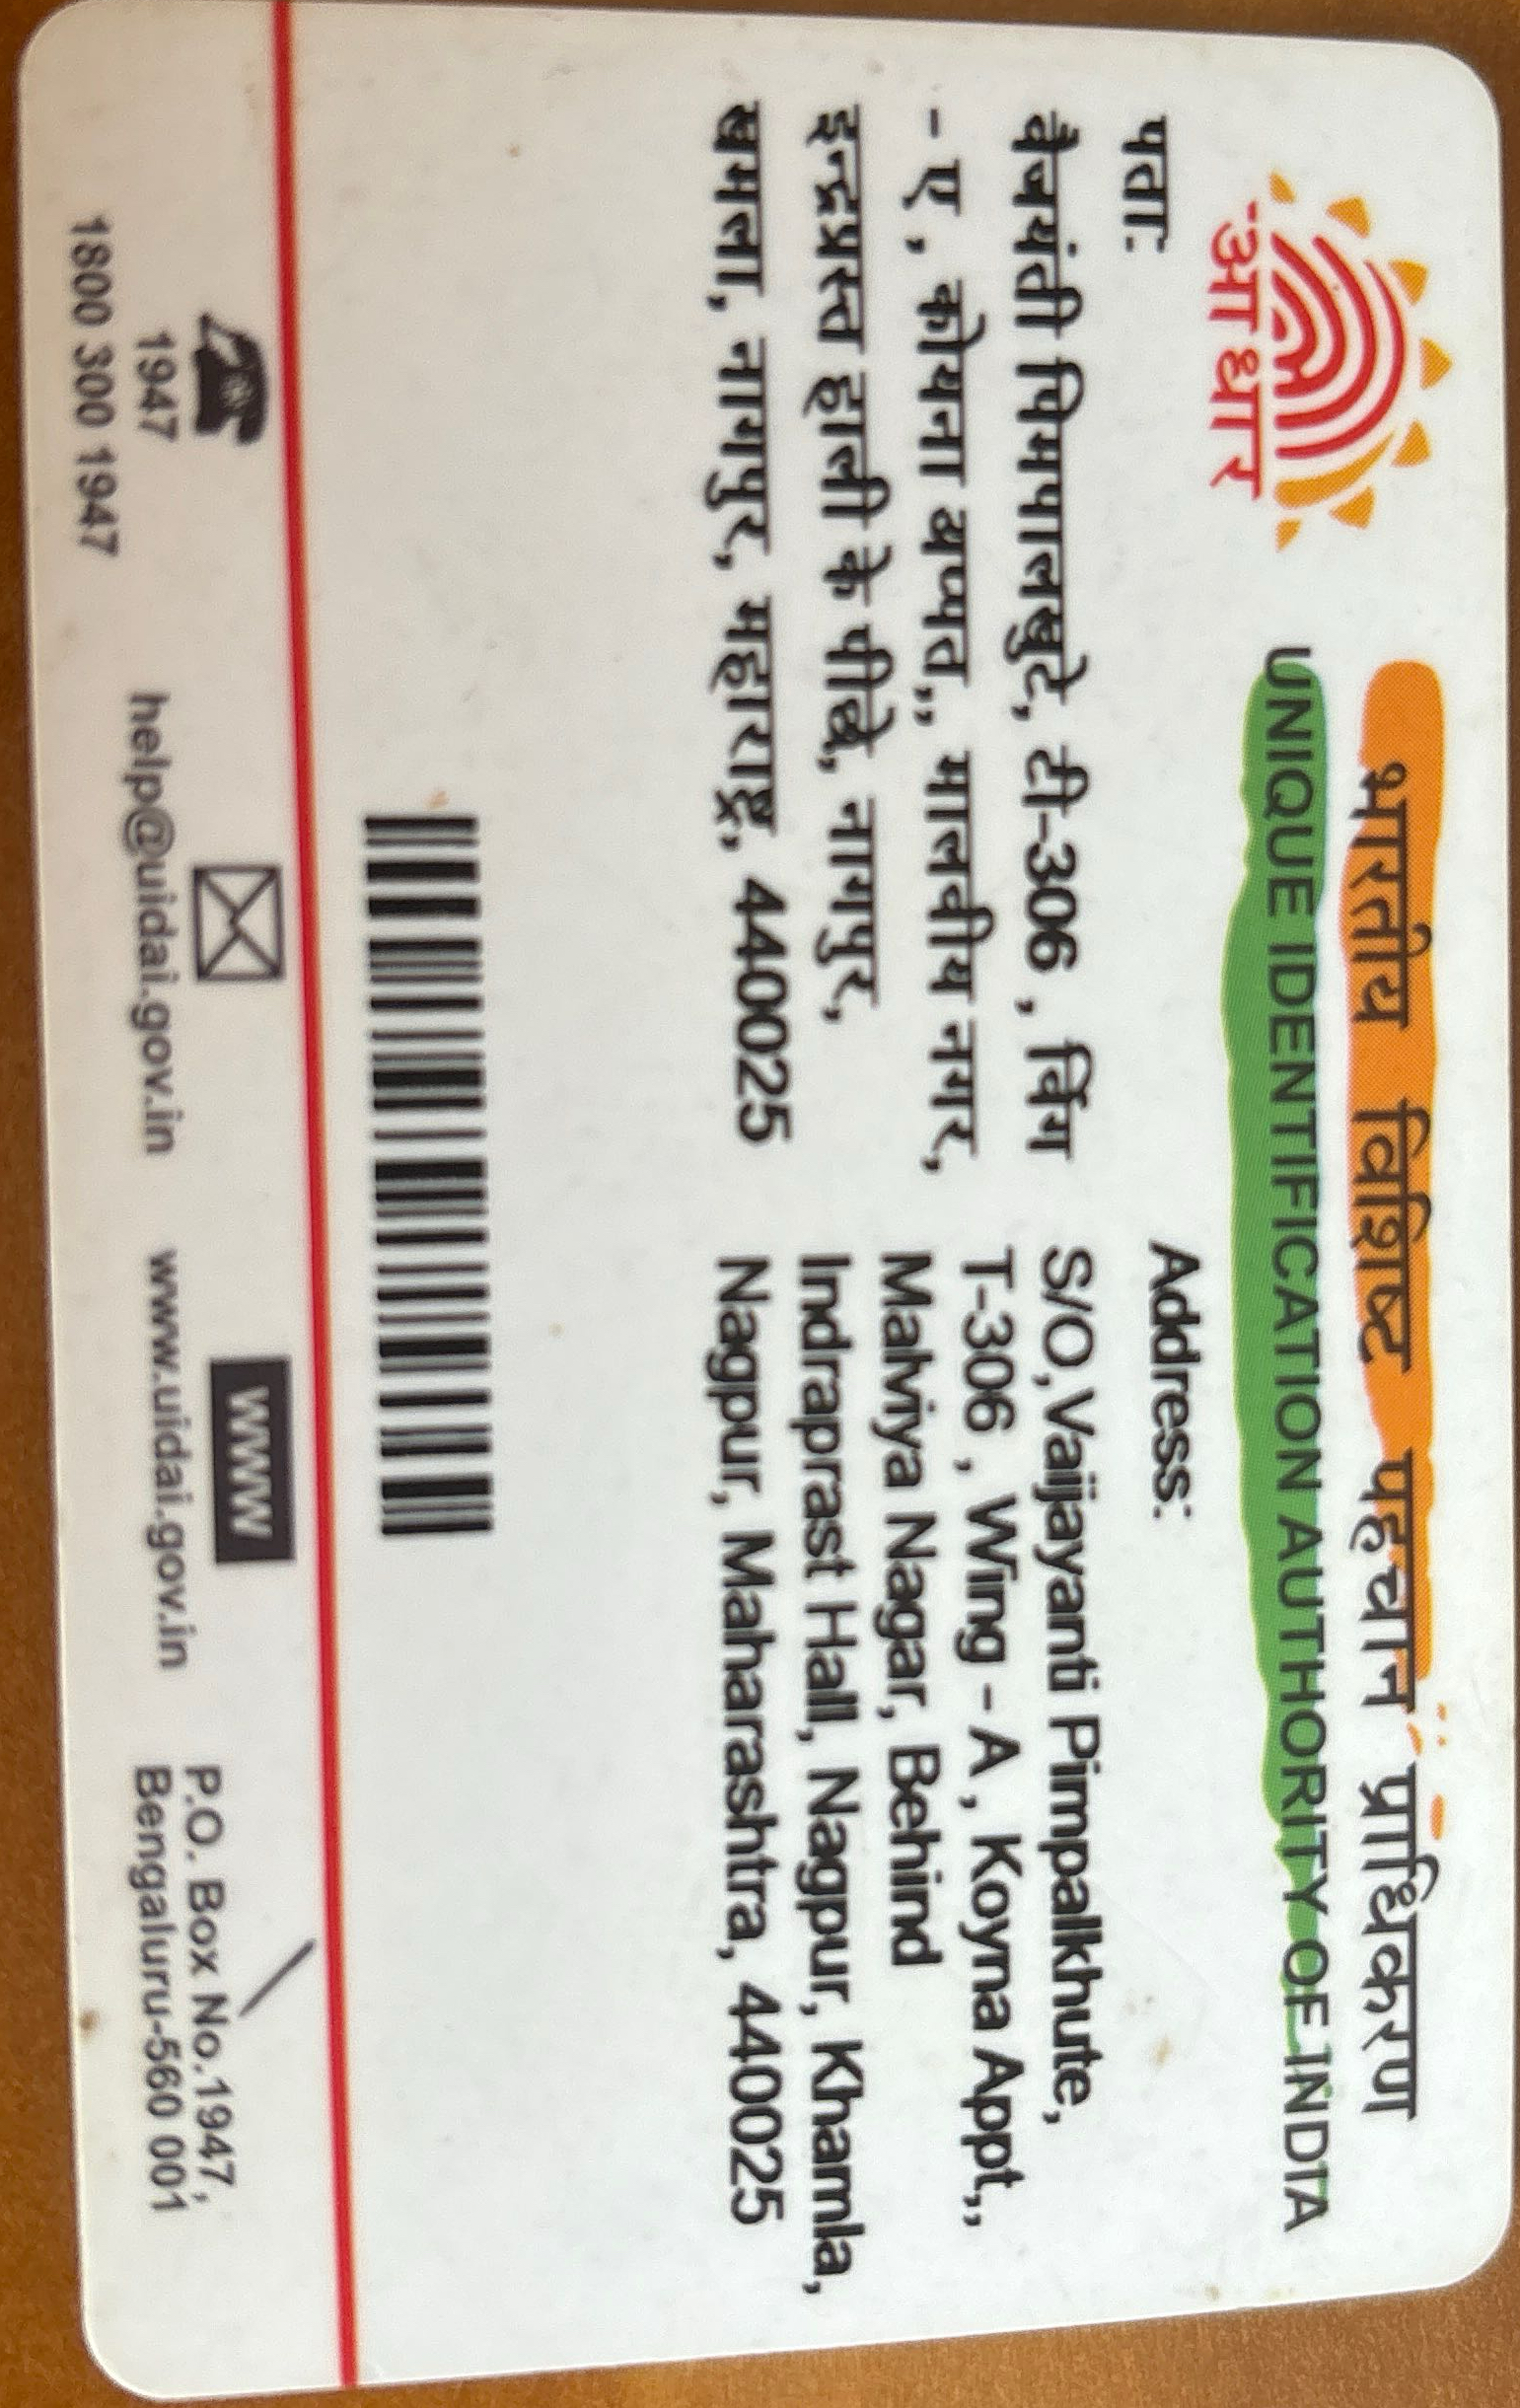 भारतीय विशिष्ट पहचान प्राधिकरण
UNIQUE IDENTIFICATION AUTHORITY OF INDIA
आधार
पता:
वैजयंती पिमपालखुटे, टी-306 , विंग
- ए , कोयना अप्पत,, मालवीय नगर,
इन्द्रप्रस्त हाली के पीछे, नागपुर,
खमला, नागपुर, महाराष्ट्र, 440025
Address:
S/O,Vaijayanti Pimpalkhute,
T-306 , Wing - A , Koyna Appt,,
Malviya Nagar, Behind
Indraprast Hall, Nagpur, Khamla,
Nagpur, Maharashtra, 440025
1947
1800 300 1947
help@uidai.gov.in
WWW
www.uidai.gov.in
P.O. Box No.1947,
Bengaluru-560 001